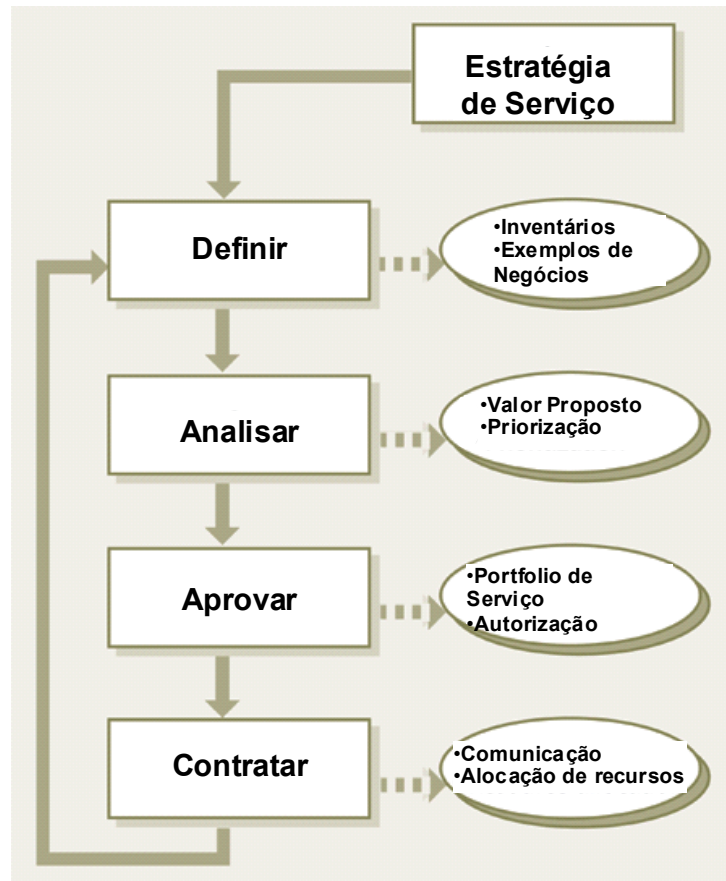 Estratégia
de Serviço
Definir
•Inventários
•Exemplos de
Negócios
Analisar
•Valor Proposto
•Priorização
Aprovar
•Portfolio de
Serviço
•Autorização
Contratar
•Comunicação
•Alocação de recursos